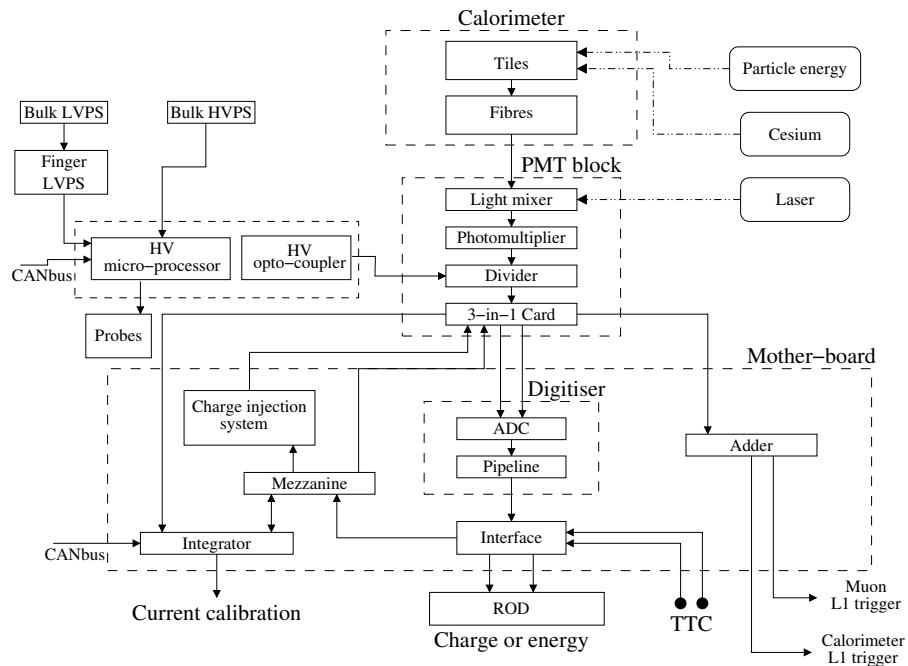 Calorimeter
Tiles
Particle energy
Bulk LVPS
Bulk HVPS
Fibres
Cesium
Finger
LVPS
PMT block
Light mixer
Laser
Photomultiplier
HV
micro-processor
HV
opto-coupler
CANbus
Divider
3-in-1 Card
Probes
Mother-board
Digitiser
Charge injection
system
ADC
Adder
Pipeline
Mezzanine
Interface
Integrator
CANbus
Current calibration
ROD
TTC
Charge or energy
Muon
L1 trigger
Calorimeter
L1 trigger